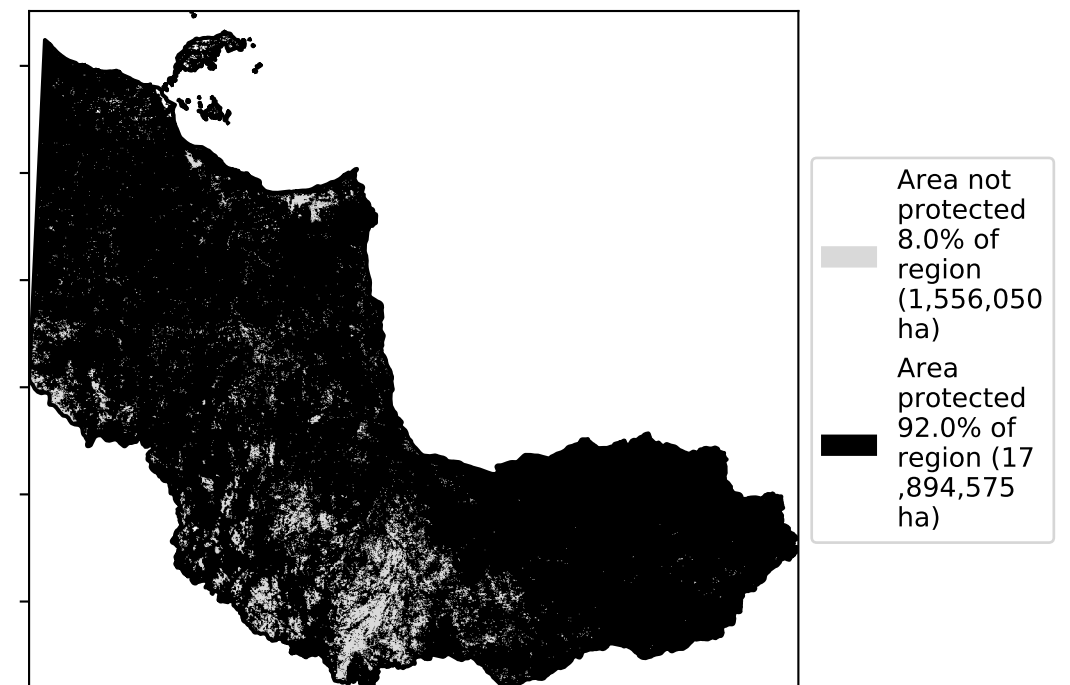 Area not
protected
8.0% of
region
(1,556,050
ha)
Area
protected
92.0% of
region (17
,894,575
ha)